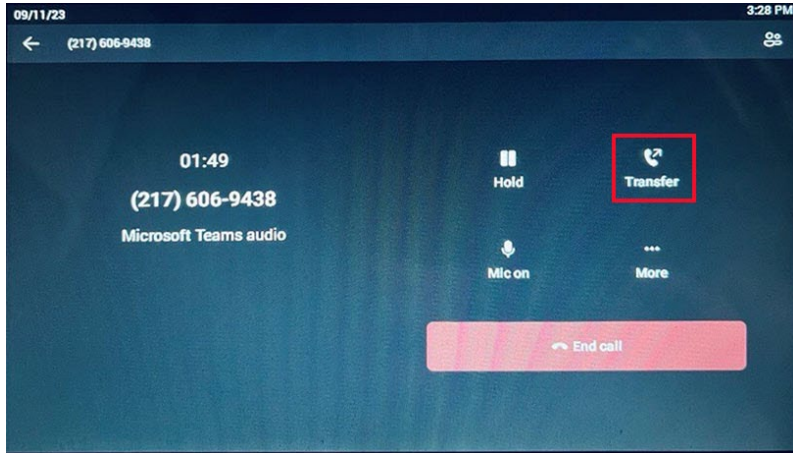 09/11/23
3:28 PM
(217) 606-9438
01:49
(217) 606-9438
Microsoft Teams audio
Hold
Transfer
Mic on
More
End call